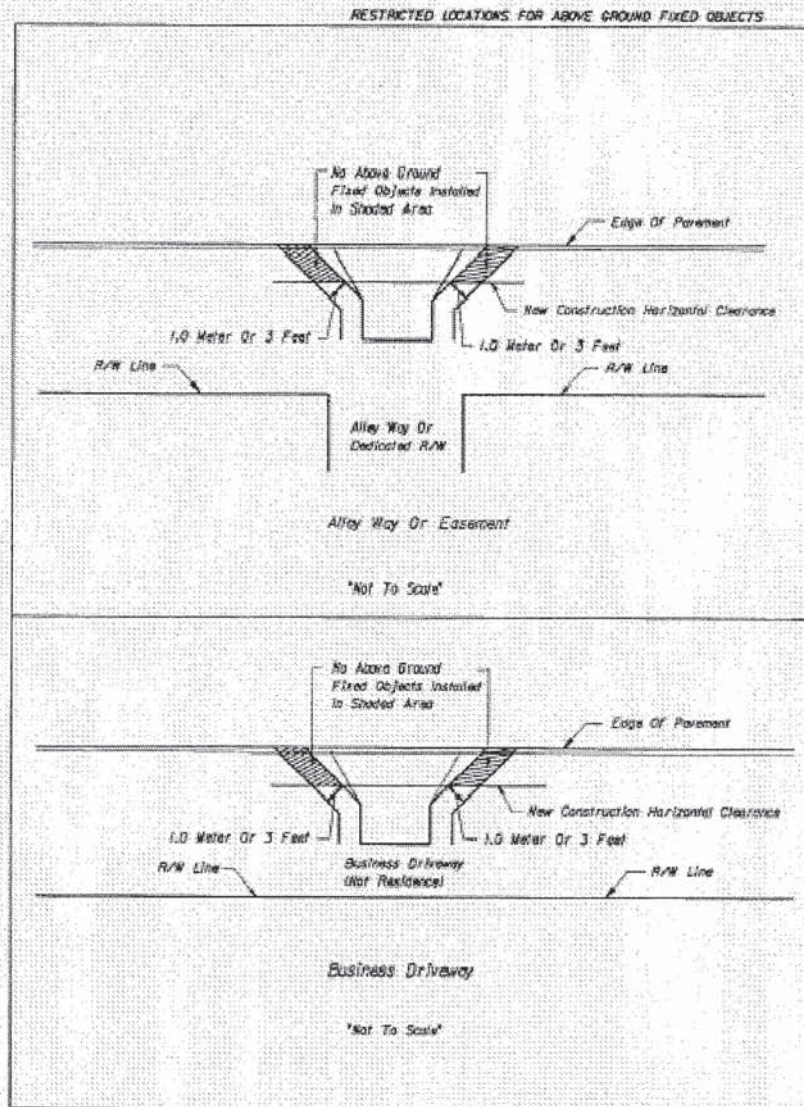 RESTRICTED LOCATIONS FOR ABOVE GROUND FIXED OBJECTS
No Above Ground
Fixed Objects Installed
In Shaded Area
Edge Of Pavement
New Construction Horizontal Clearance
1.0 Meter Or 3 Feet
1.0 Meter Or 3 Feet
R/W Line
R/W Line
Alley Way Or
Dedicated R/W
Alley Way Or Easement
"Not To Scale"
No Above Ground
Fixed Objects Installed
In Shaded Area
Edge Of Pavement
New Construction Horizontal Clearance
1.0 Meter Or 3 Feet
1.0 Meter Or 3 Feet
Business Driveway
(Not Residence)
R/W Line
R/W Line
Business Driveway
"Not To Scale"